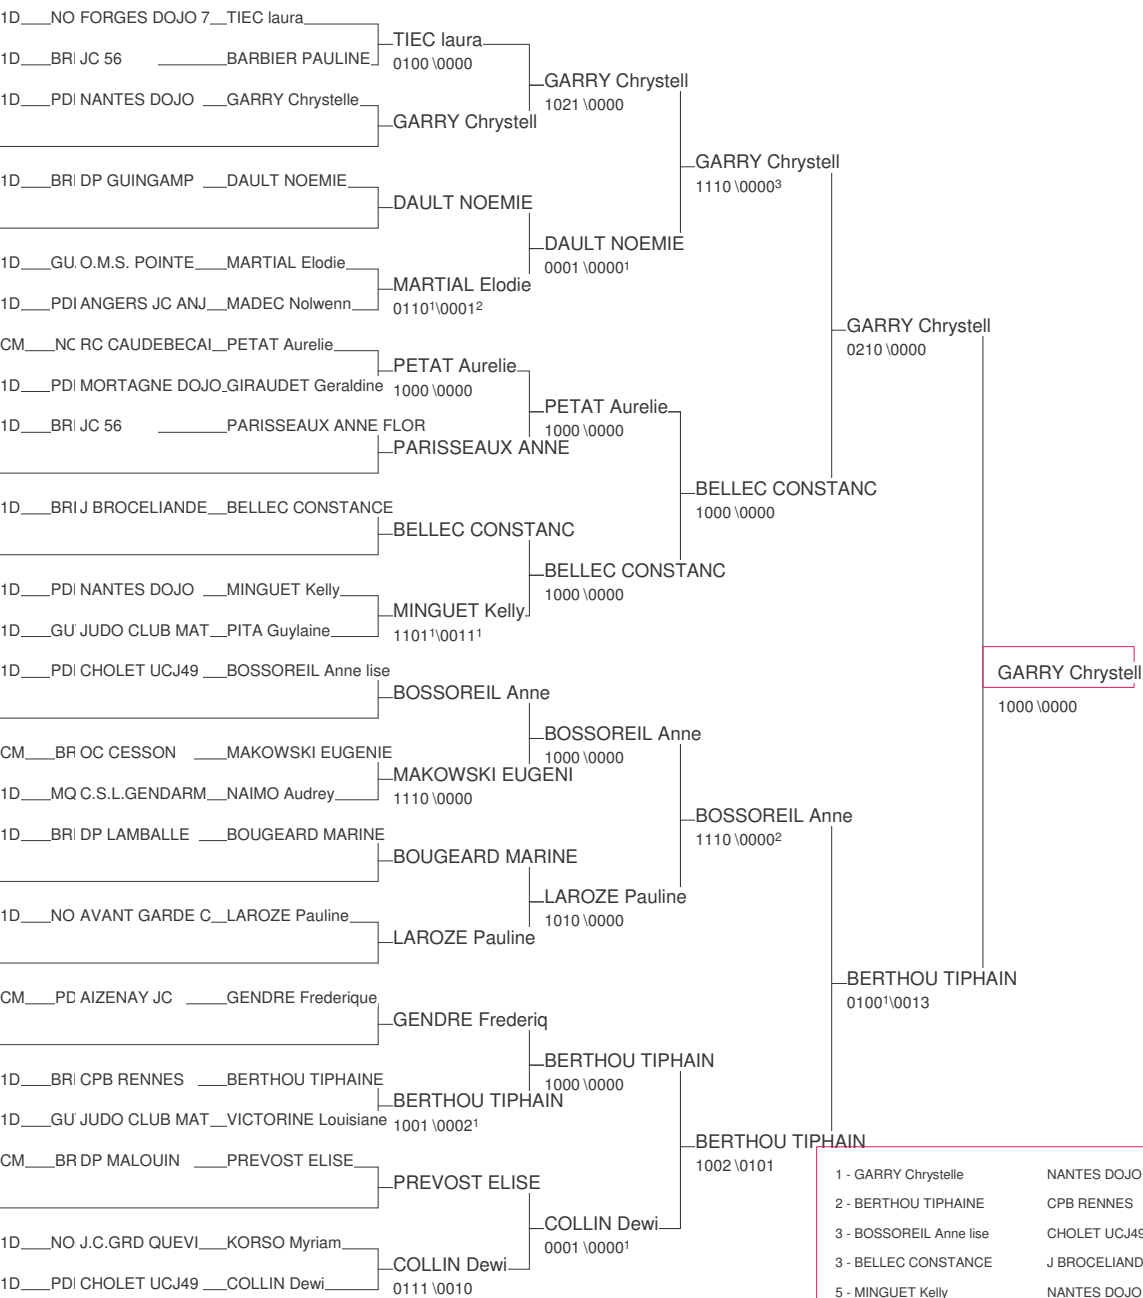 1D NO FORGES DOJO 7 TIEC laura
TIEC laura
0100 \0000
1D BRI JC 56 BARBIER PAULINE
GARRY Chrystell
1021 \0000
1D PDI NANTES DOJO GARRY Chrystelle
GARRY Chrystell
GARRY Chrystell
1110 \0000³
1D BRI DP GUINGAMP DAULT NOEMIE
DAULT NOEMIE
DAULT NOEMIE
0001 \0000¹
1D GU. O.M.S. POINTE MARTIAL Elodie
MARTIAL Elodie
0110¹\0001²
1D PDI ANGERS JC ANJ MADEC Nolwenn
GARRY Chrystell
0210 \0000
CM NO RC CAUDEBECAI PETAT Aurelie
PETAT Aurelie
1000 \0000
1D PDI MORTAGNE DOJO GIRAUDET Geraldine
PETAT Aurelie
1000 \0000
1D BRI JC 56 PARISSEAUX ANNE FLOR
PARISSEAUX ANNE
BELLEC CONSTANC
1000 \0000
1D BRI J BROCELIANDE BELLEC CONSTANCE
BELLEC CONSTANC
BELLEC CONSTANC
1000 \0000
1D PDI NANTES DOJO MINGUET Kelly
MINGUET Kelly
1101¹\0011¹
1D GU JUDO CLUB MAT PITA Guylaine
GARRY Chrystell
1000 \0000
1D PDI CHOLET UCJ49 BOSSOREIL Anne lise
BOSSOREIL Anne
BOSSOREIL Anne
1000 \0000
CM BR OC CESSON MAKOWSKI EUGENIE
MAKOWSKI EUGENI
1110 \0000
1D MQ C.S.L.GENDARM NAIMO Audrey
BOSSOREIL Anne
1110 \0000²
1D BRI DP LAMBALLE BOUGEARD MARINE
BOUGEARD MARINE
LAROZE Pauline
1010 \0000
1D NO AVANT GARDE C LAROZE Pauline
LAROZE Pauline
BERTHOU TIPHAIN
0100¹\0013
CM PD AIZENAY JC GENDRE Frederique
GENDRE Frederiq
BERTHOU TIPHAIN
1000 \0000
1D BRI CPB RENNES BERTHOU TIPHAINE
BERTHOU TIPHAIN
1001 \0002¹
1D GU JUDO CLUB MAT VICTORINE Louisiane
BERTHOU TIPHAIN
1002 \0101
CM BR DP MALOUIN PREVOST ELISE
PREVOST ELISE
COLLIN Dewi
0001 \0000¹
1D NO J.C.GRD QUEVI KORSO Myriam
COLLIN Dewi
0111 \0010
1D PDI CHOLET UCJ49 COLLIN Dewi
1 - GARRY Chrystelle NANTES DOJO
2 - BERTHOU TIPHAINE CPB RENNES
3 - BOSSOREIL Anne lise CHOLET UCJ49
3 - BELLEC CONSTANCE J BROCELIAND
5 - MINGUET Kelly NANTES DOJO